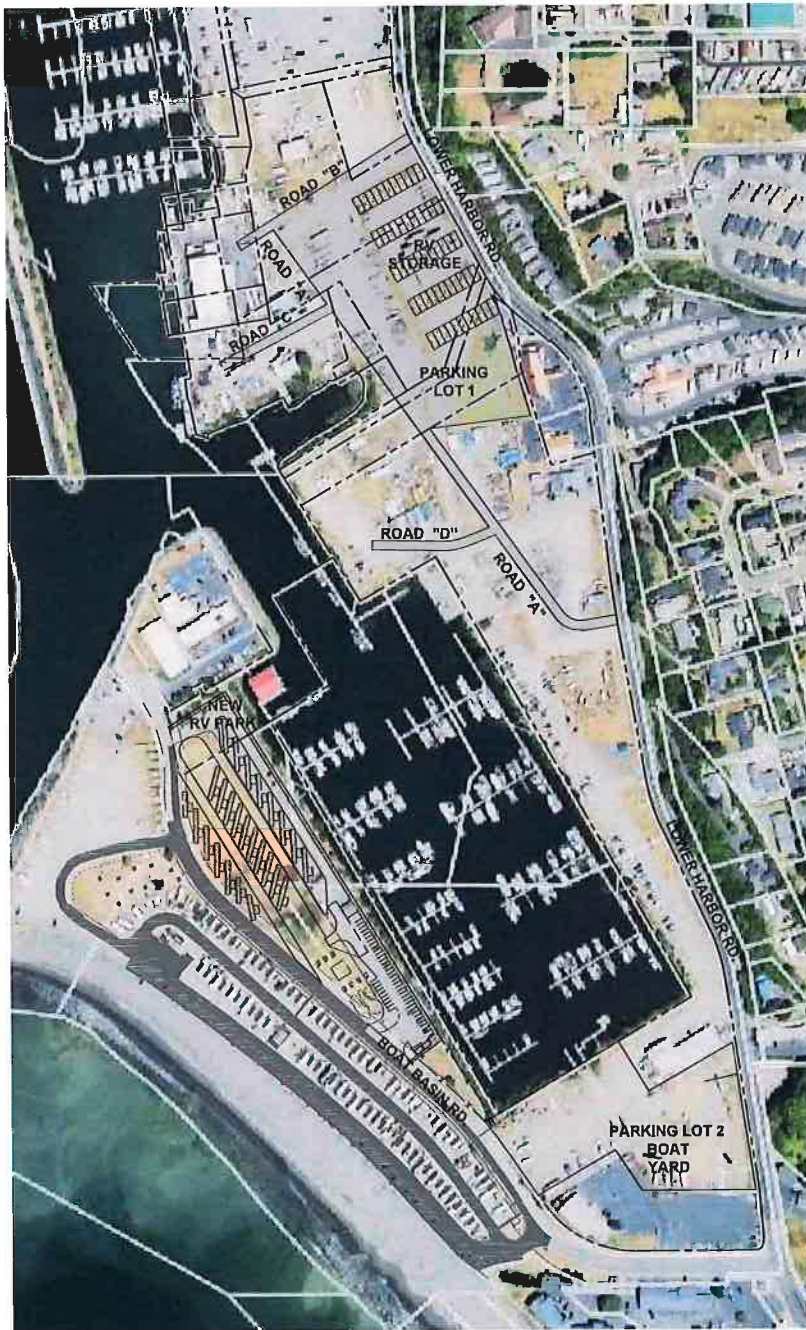 LOWER HARBOR RD
ROAD "B"
RV
STORAGE
ROAD "A"
ROAD "C"
PARKING
LOT 1
ROAD "D"
ROAD "A"
NEW
RV PARK
LOWER HARBOR RD
BOAT BASIN RD
PARKING LOT 2
BOAT
YARD